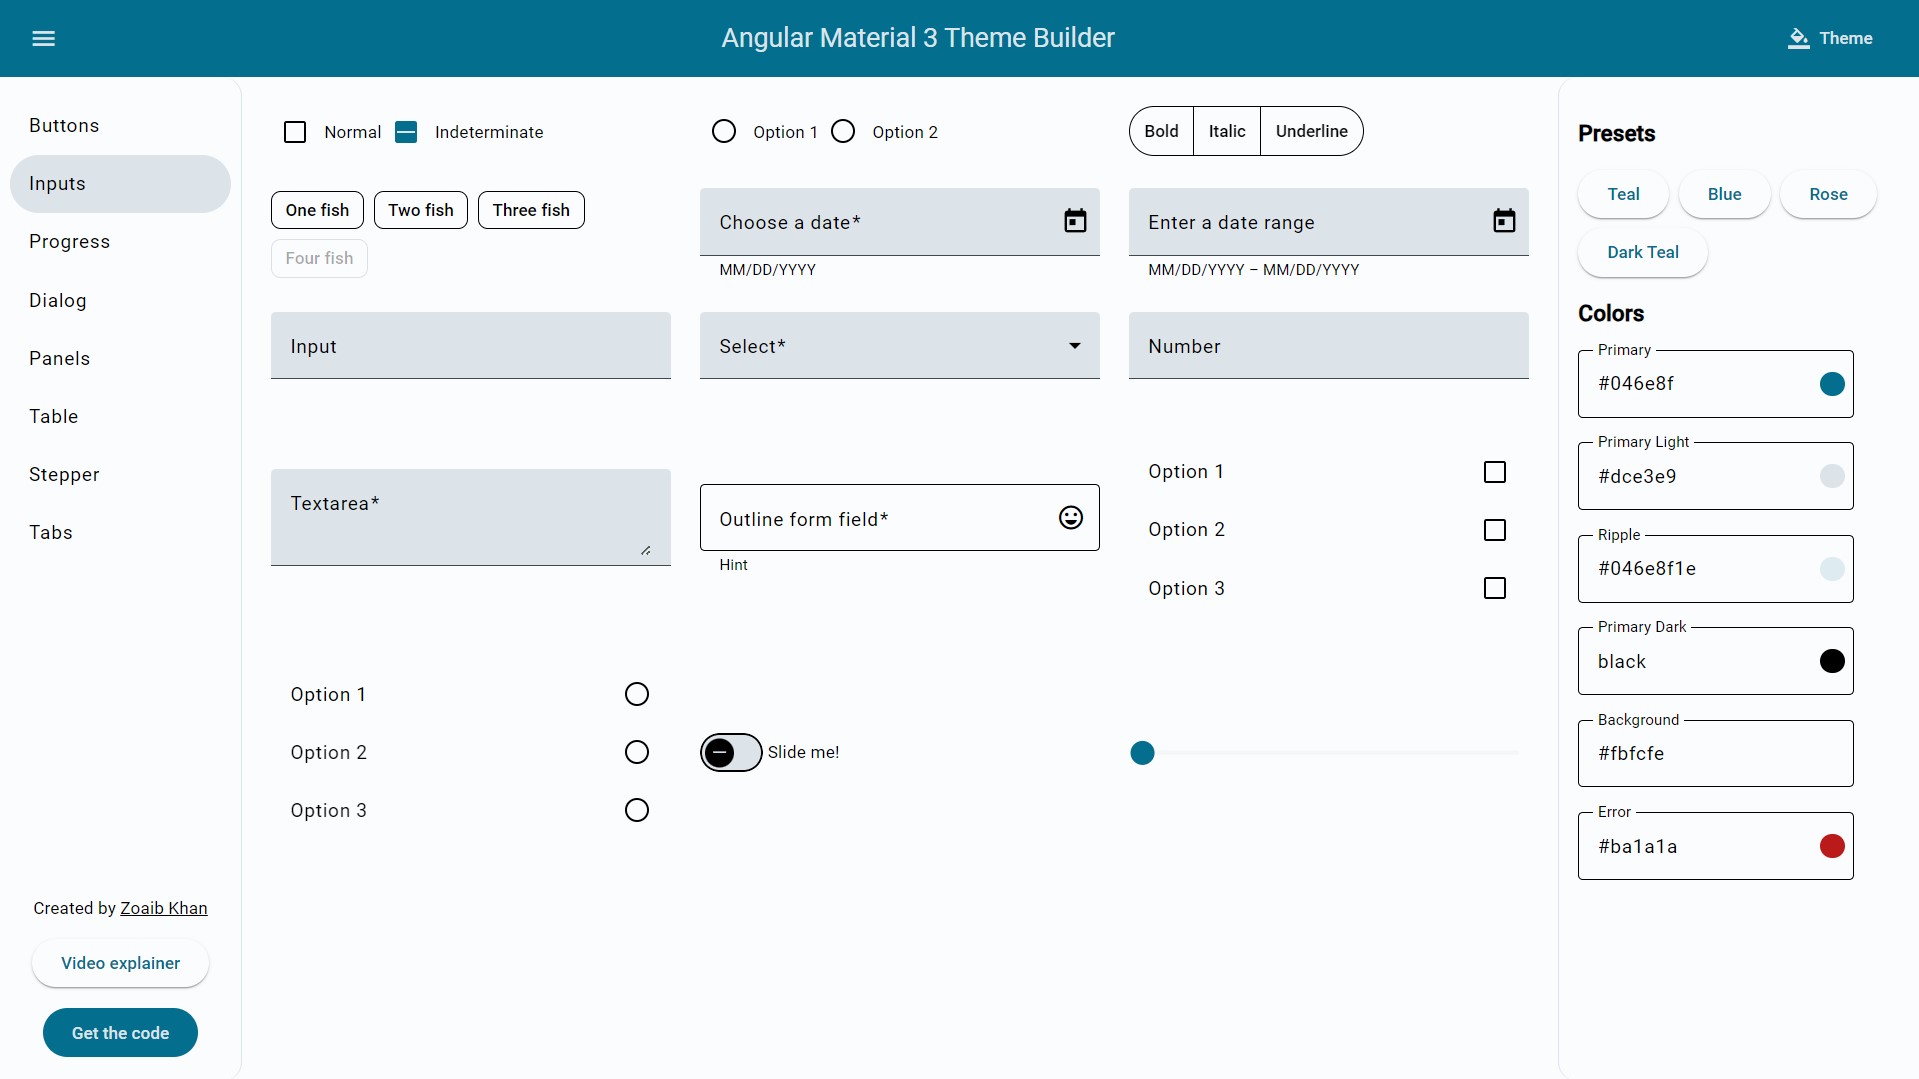 Angular Material 3 Theme Builder
Theme
Buttons
Inputs
Progress
Dialog
Panels
Table
Stepper
Tabs
Created by Zoaib Khan
Video explainer
Get the code
Normal
Indeterminate
Option 1
Option 2
Bold
Italic
Underline
One fish
Two fish
Three fish
Four fish
Choose a date*
MM/DD/YYYY
Enter a date range
MM/DD/YYYY – MM/DD/YYYY
Input
Select*
Number
Textarea*
Outline form field*
Hint
Option 1
Option 2
Option 3
Option 1
Option 2
Option 3
Slide me!
Presets
Teal
Blue
Rose
Dark Teal
Colors
Primary
#046e8f
Primary Light
#dce3e9
Ripple
#046e8f1e
Primary Dark
black
Background
#fbfcfe
Error
#ba1a1a